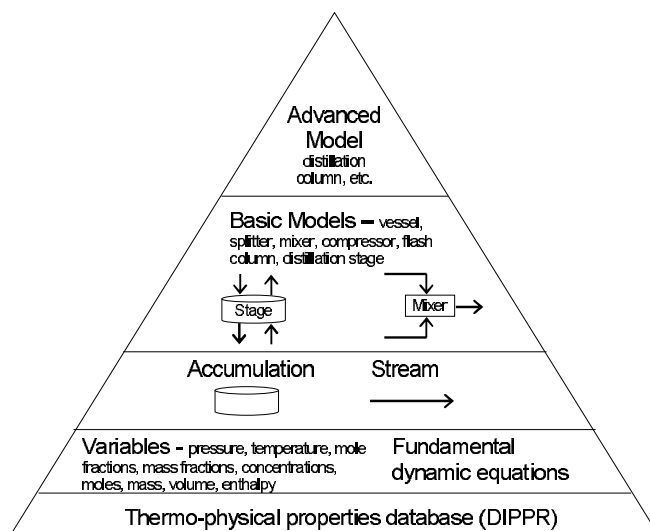 Advanced
Model
distillation
column, etc.
Basic Models – vessel,
splitter, mixer, compressor, flash
column, distillation stage
Stage
Mixer
Accumulation
Stream
Variables - pressure, temperature, mole
fractions, mass fractions, concentrations,
moles, mass, volume, enthalpy
Fundamental
dynamic equations
Thermo-physical properties database (DIPPR)